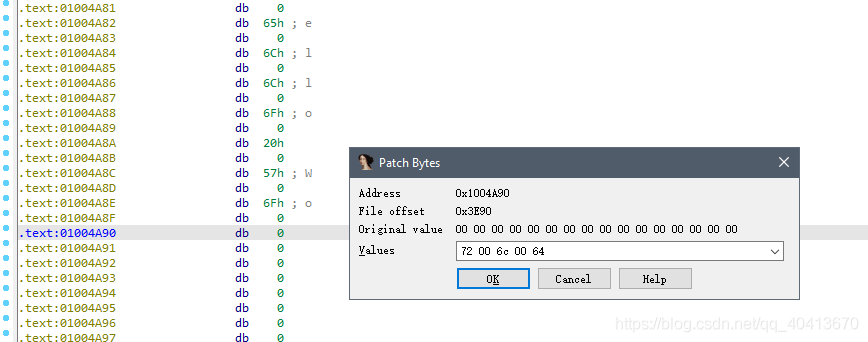 .text:01004A81 db 0
.text:01004A82 db 65h ; e
.text:01004A83 db 0
.text:01004A84 db 6Ch ; l
.text:01004A85 db 0
.text:01004A86 db 6Ch ; l
.text:01004A87 db 0
.text:01004A88 db 6Fh ; o
.text:01004A89 db 0
.text:01004A8A db 20h
.text:01004A8B db 0
.text:01004A8C db 57h ; W
.text:01004A8D db 0
.text:01004A8E db 6Fh ; o
.text:01004A8F db 0
.text:01004A90 db 0
.text:01004A91 db 0
.text:01004A92 db 0
.text:01004A93 db 0
.text:01004A94 db 0
.text:01004A95 db 0
.text:01004A96 db 0
.text:01004A97 db 0
Patch Bytes
Address 0x1004A90
File offset 0x3E90
Original value 00 00 00 00 00 00 00 00 00 00 00 00 00 00 00 00
Values 72 00 6c 00 64
OK Cancel Help
https://blog.csdn.net/qq_40413670